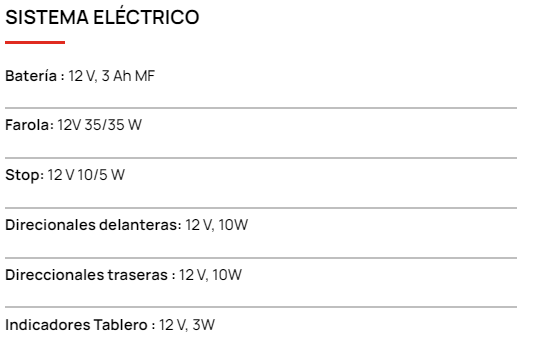 SISTEMA ELÉCTRICO
Batería : 12 V, 3 Ah MF
Farola: 12V 35/35 W
Stop: 12 V 10/5 W
Direcionales delanteras: 12 V, 10W
Direccionales traseras : 12 V, 10W
Indicadores Tablero : 12 V, 3W